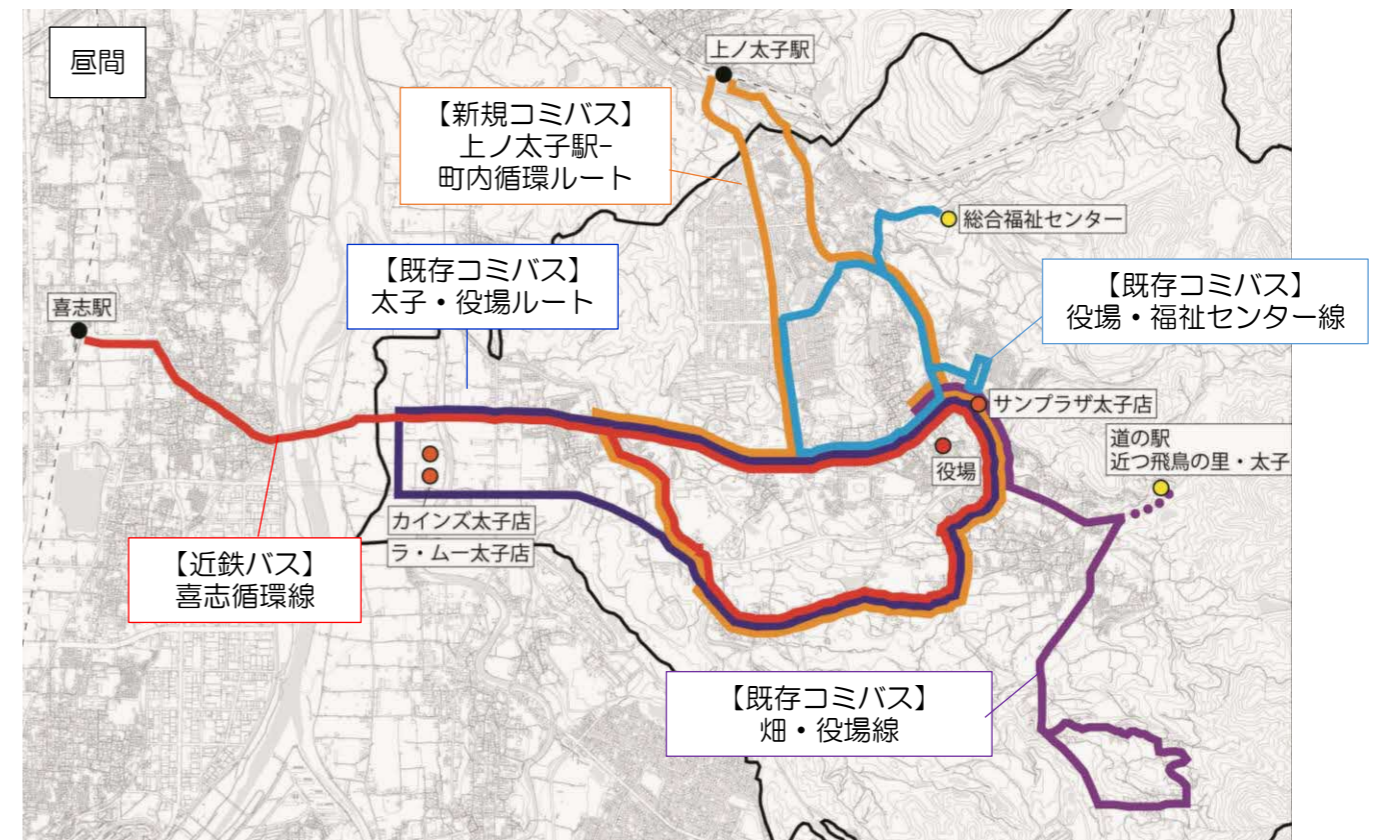 昼間
上ノ太子駅
【新規コミバス】
上ノ太子駅-
町内循環ルート
総合福祉センター
【既存コミバス】
太子・役場ルート
【既存コミバス】
役場・福祉センター線
喜志駅
サンプラザ太子店
道の駅
近つ飛鳥の里・太子
役場
カインズ太子店
ラ・ムー太子店
【近鉄バス】
喜志循環線
【既存コミバス】
畑・役場線